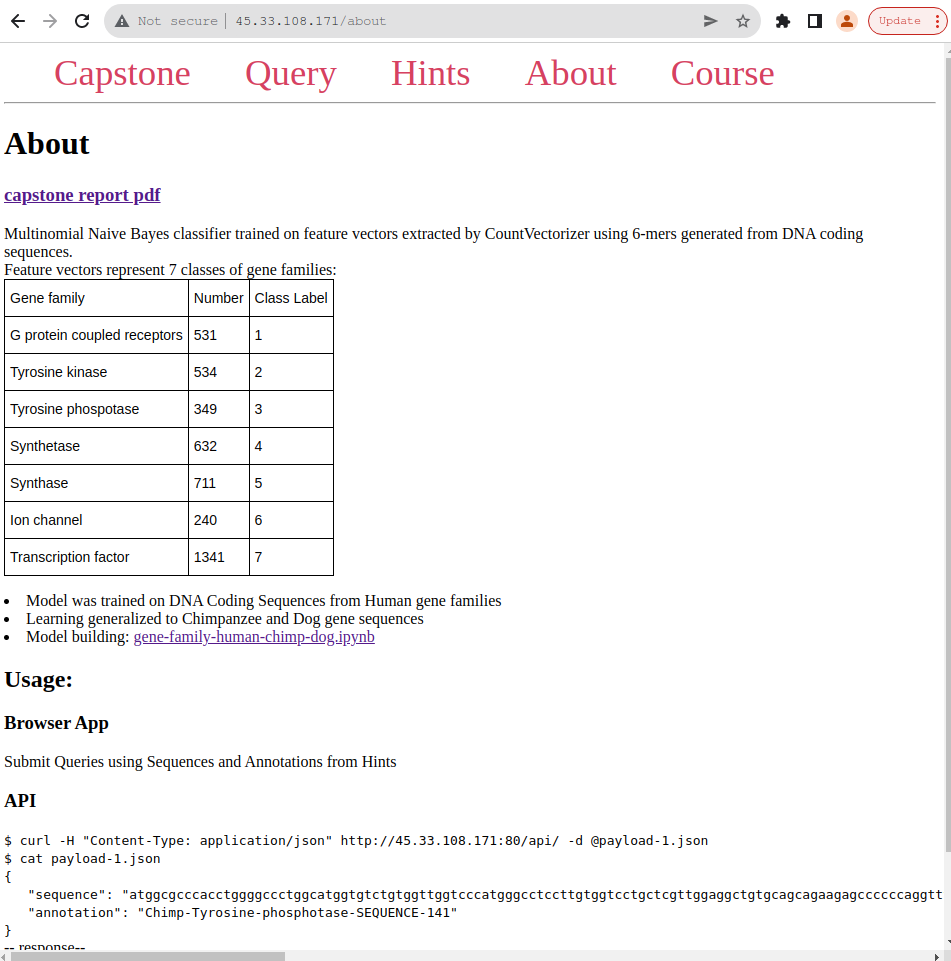 Not secure 45.33.108.171/about Update
Capstone Query Hints About Course
About
capstone report pdf
Multinomial Naive Bayes classifier trained on feature vectors extracted by CountVectorizer using 6-mers generated from DNA coding
sequences.
Feature vectors represent 7 classes of gene families:
Gene family Number Class Label
G protein coupled receptors 531 1
Tyrosine kinase 534 2
Tyrosine phospotase 349 3
Synthetase 632 4
Synthase 711 5
Ion channel 240 6
Transcription factor 1341 7
• Model was trained on DNA Coding Sequences from Human gene families
• Learning generalized to Chimpanzee and Dog gene sequences
• Model building: gene-family-human-chimp-dog.ipynb
Usage:
Browser App
Submit Queries using Sequences and Annotations from Hints
API
$ curl -H "Content-Type: application/json" http://45.33.108.171:80/api/ -d @payload-1.json
$ cat payload-1.json
{
"sequence": "atggcgcccacctggggccctggcatggtgtctgtggttggtcccatgggcctccttgtggtcctgctcgttggaggctgtgcagcagaagagccccccaggtt
"annotation": "Chimp-Tyrosine-phosphotase-SEQUENCE-141"
}
-- response--